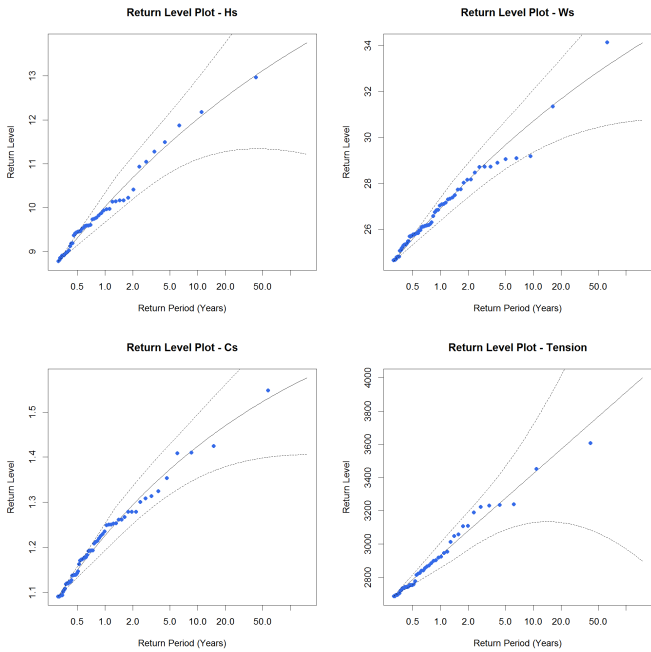 Return Level Plot - Hs
Return Level
13
12
11
10
9
0.5 1.0 2.0 5.0 10.0 20.0 50.0
Return Period (Years)
Return Level Plot - Ws
Return Level
34
32
30
28
26
0.5 1.0 2.0 5.0 10.0 20.0 50.0
Return Period (Years)
Return Level Plot - Cs
Return Level
1.5
1.4
1.3
1.2
1.1
0.5 1.0 2.0 5.0 10.0 20.0 50.0
Return Period (Years)
Return Level Plot - Tension
Return Level
4000
3800
3600
3400
3200
3000
2800
0.5 1.0 2.0 5.0 10.0 20.0 50.0
Return Period (Years)